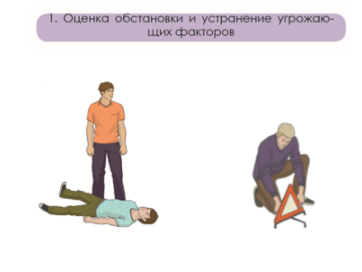 1. Оценка обстановки и устранение угрожаю-
щих факторов